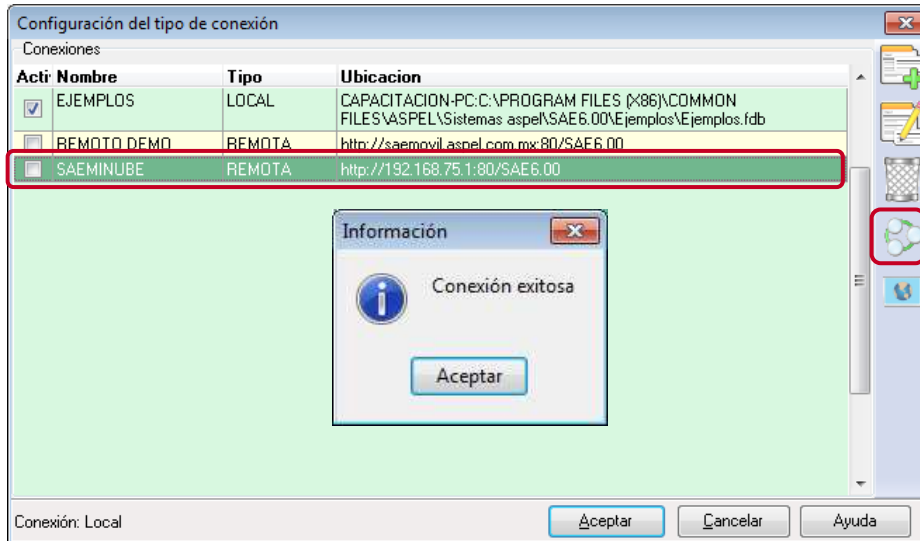 Configuración del tipo de conexión
Conexiones
Acti Nombre Tipo Ubicacion
EJEMPLOS LOCAL CAPACITACION-PC:C:\PROGRAM FILES (X86)\COMMON
FILES\ASPEL\Sistemas aspel\SAE6.00\Ejemplos\Ejemplos.fdb
REMOTO DEMO REMOTA http://saemovil.aspel.com.mx:80/SAE6.00
SAEMINUBE REMOTA http://192.168.75.1:80/SAE6.00
Información
Conexión exitosa
Aceptar
Conexión: Local
Aceptar Cancelar Ayuda